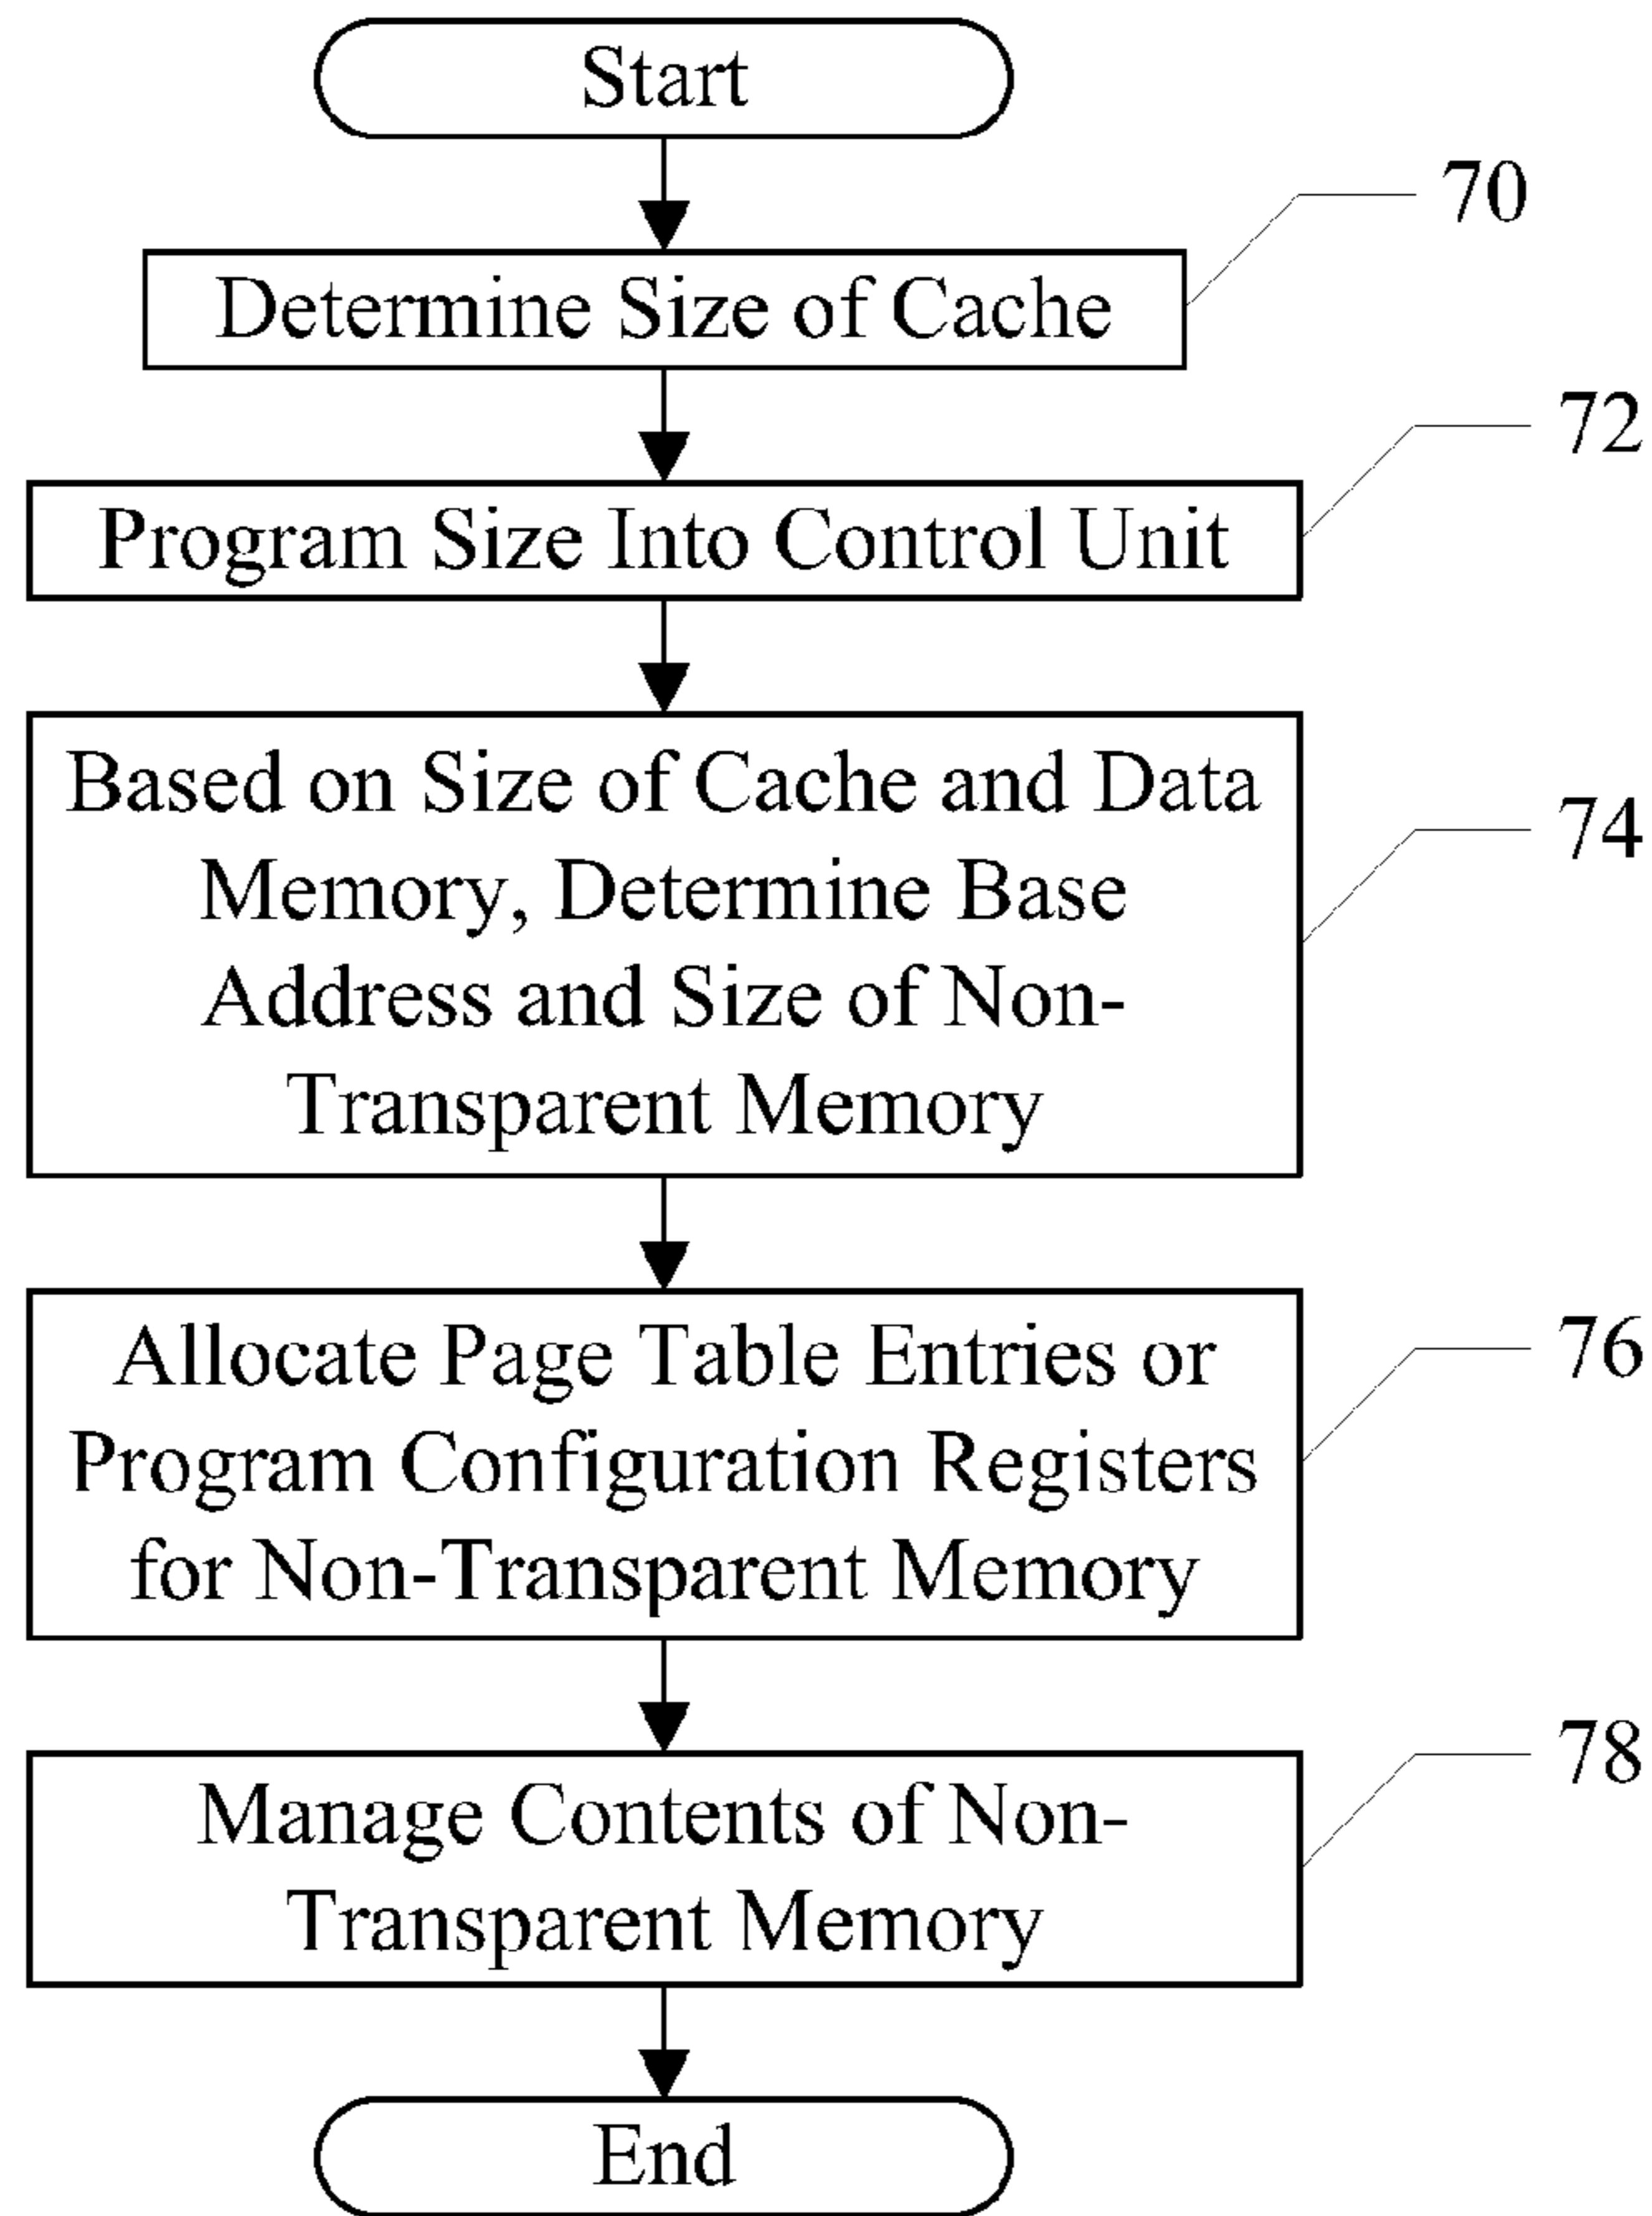 Start
70
Determine Size of Cache
72
Program Size Into Control Unit
Based on Size of Cache and Data
Memory, Determine Base
Address and Size of Non-
Transparent Memory
74
Allocate Page Table Entries or
Program Configuration Registers
for Non-Transparent Memory
76
Manage Contents of Non-
Transparent Memory
78
End